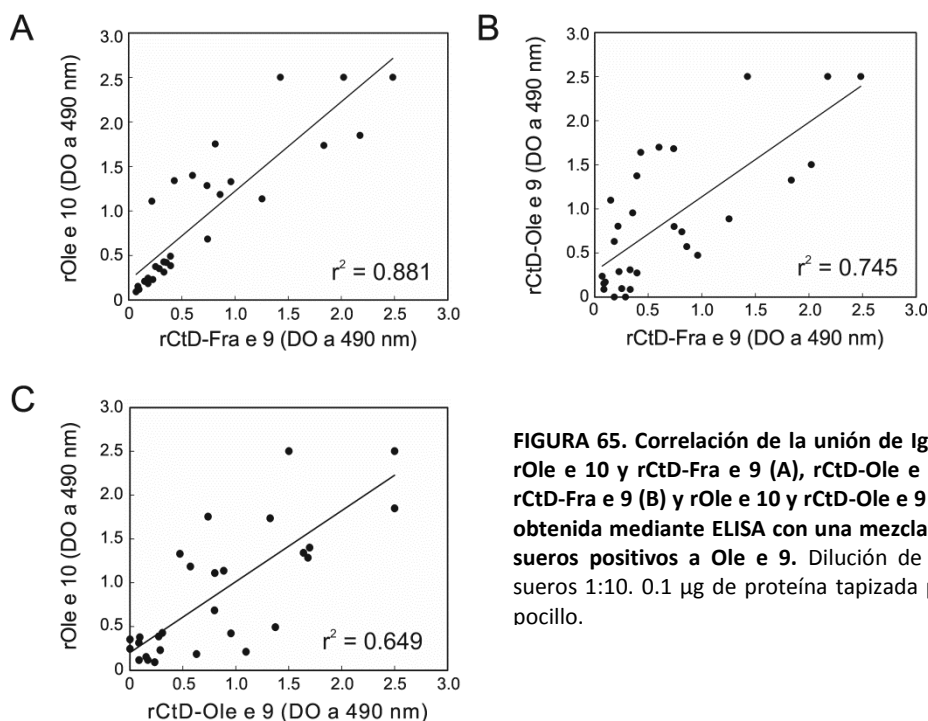 A
3.0
2.5
2.0
1.5
1.0
0.5
0
0 0.5 1.0 1.5 2.0 2.5 3.0
rOle e 10 (DO a 490 nm)
rCtD-Fra e 9 (DO a 490 nm)
r² = 0.881
B
3.0
2.5
2.0
1.5
1.0
0.5
0
0 0.5 1.0 1.5 2.0 2.5 3.0
rCtD-Ole e 9 (DO a 490 nm)
rCtD-Fra e 9 (DO a 490 nm)
r² = 0.745
C
3.0
2.5
2.0
1.5
1.0
0.5
0
0 0.5 1.0 1.5 2.0 2.5 3.0
rOle e 10 (DO a 490 nm)
rCtD-Ole e 9 (DO a 490 nm)
r² = 0.649
FIGURA 65. Correlación de la unión de Ig
rOle e 10 y rCtD-Fra e 9 (A), rCtD-Ole e
rCtD-Fra e 9 (B) y rOle e 10 y rCtD-Ole e 9
obtenida mediante ELISA con una mezcla
sueros positivos a Ole e 9. Dilución de
sueros 1:10. 0.1 µg de proteína tapizada
pocillo.